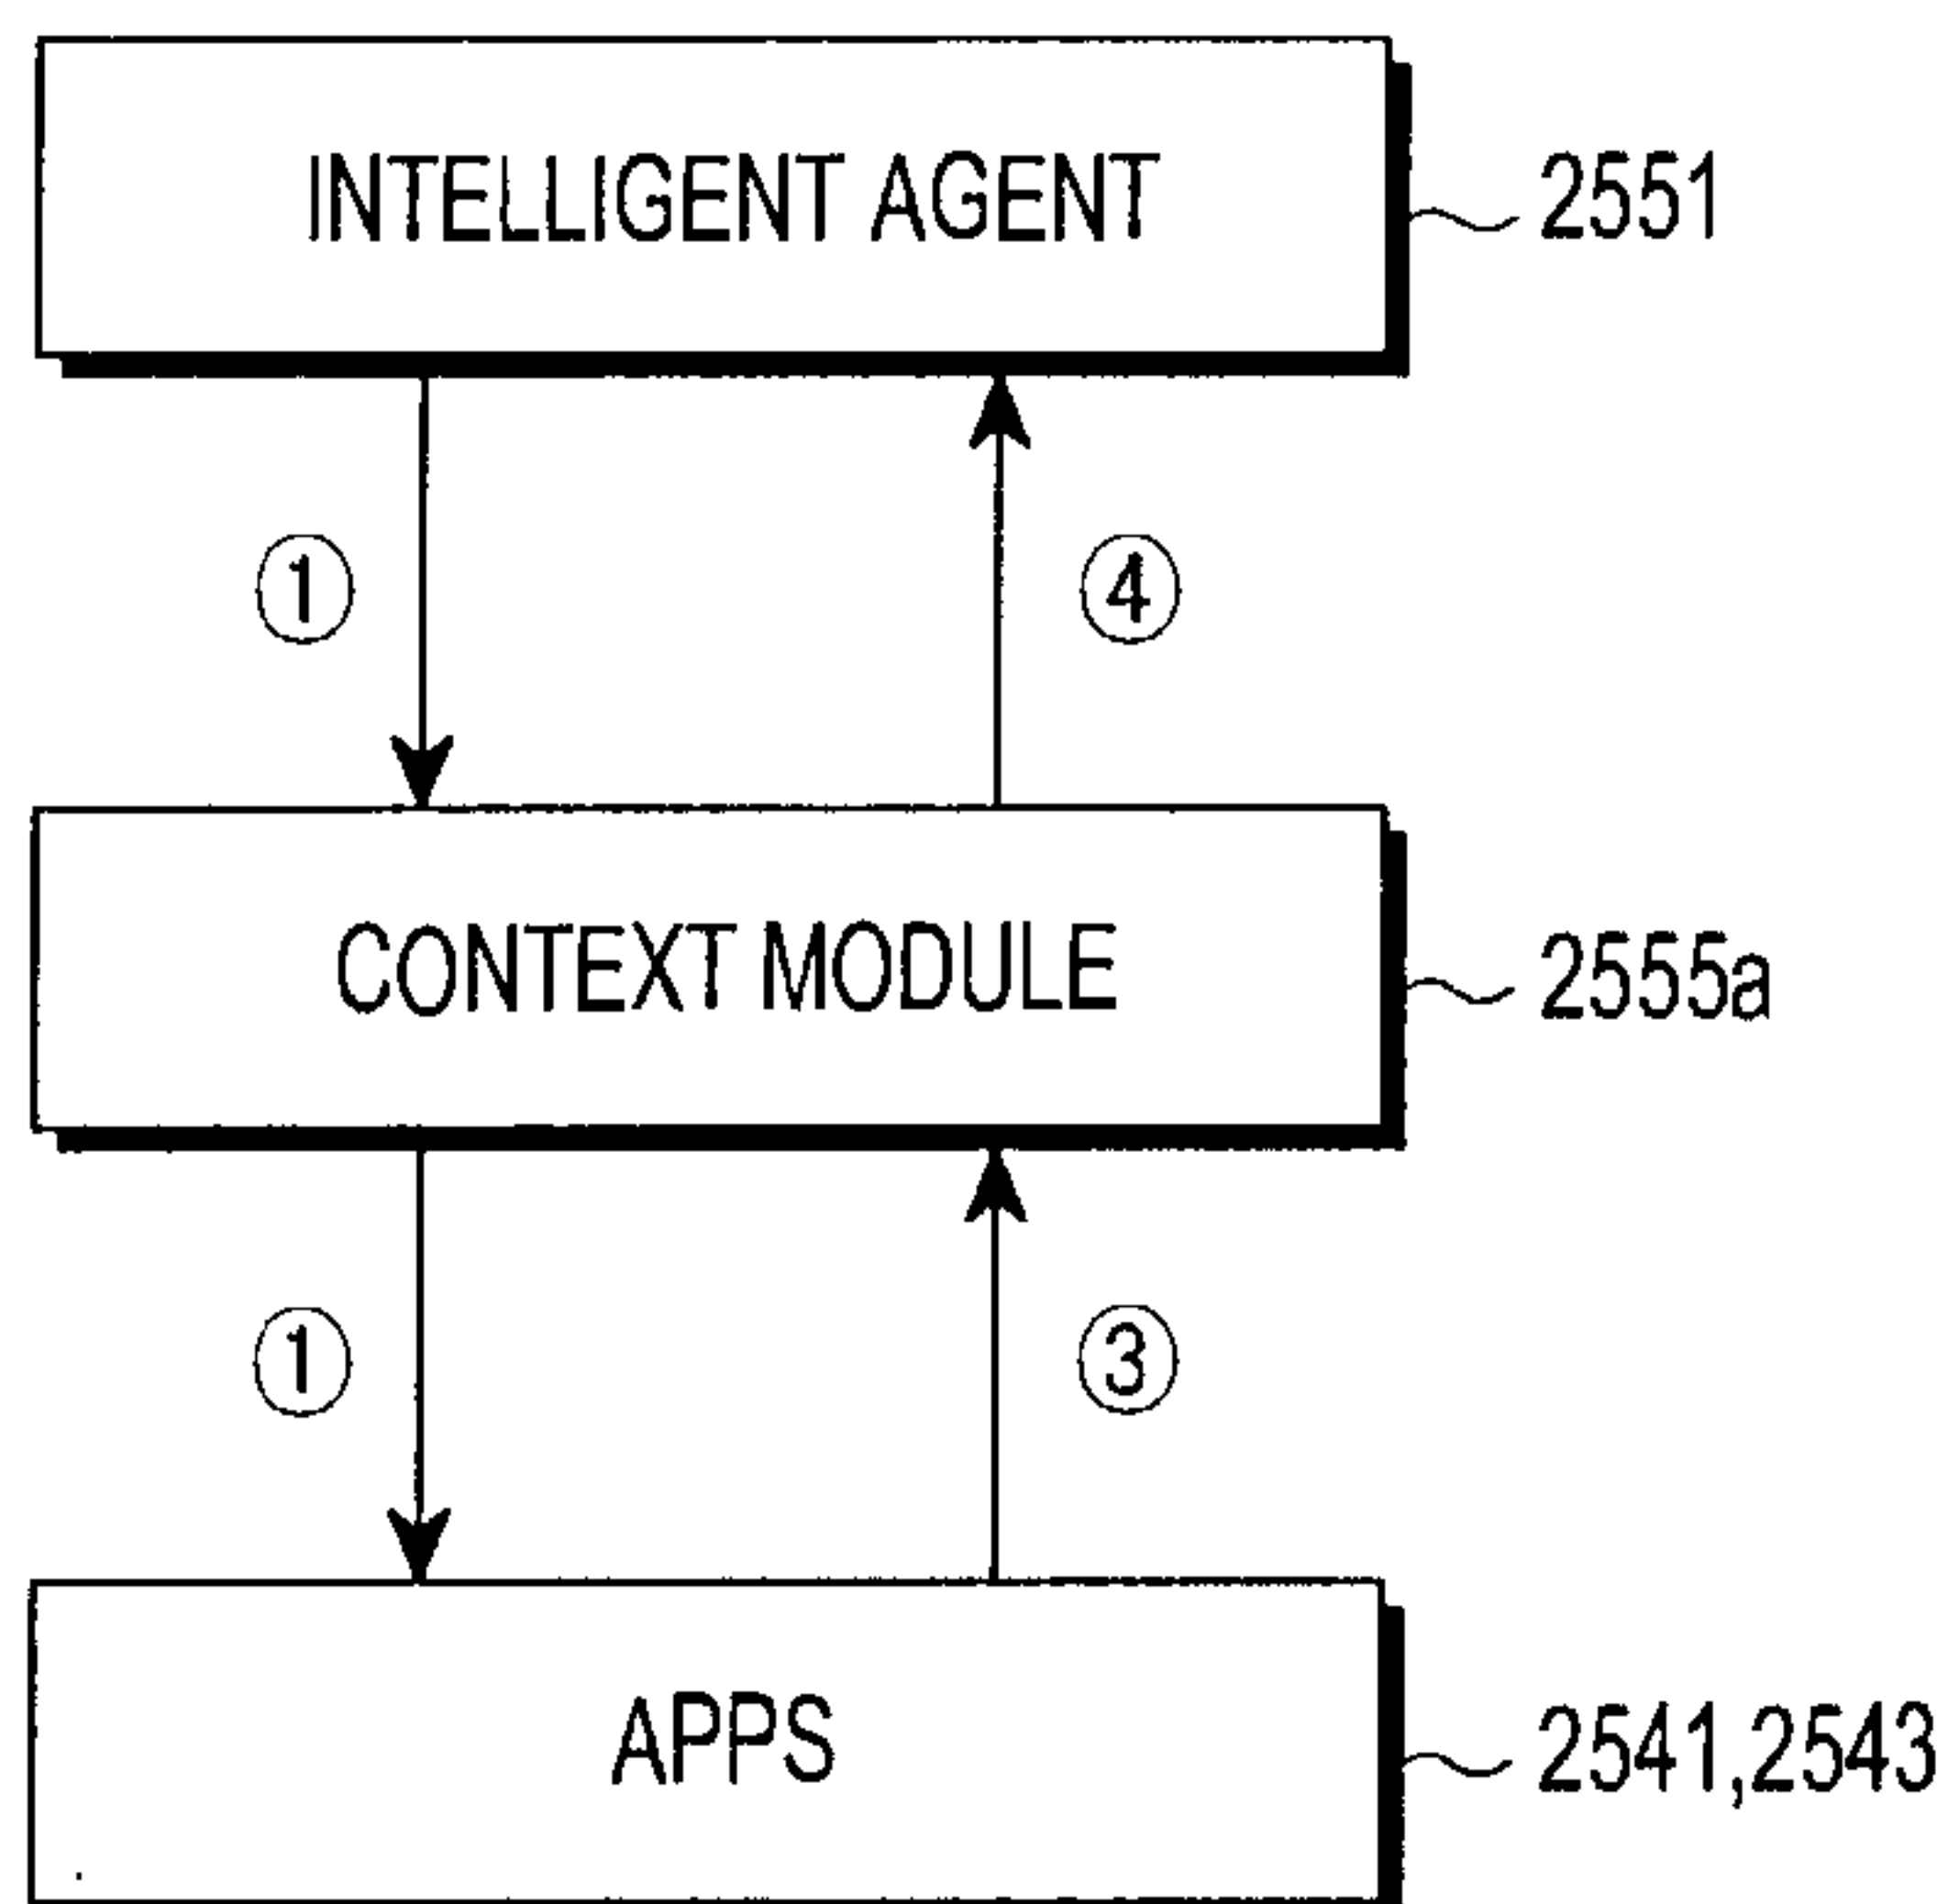 INTELLIGENT AGENT 2551
① ④
CONTEXT MODULE 2555a
① ③
APPS 2541,2543